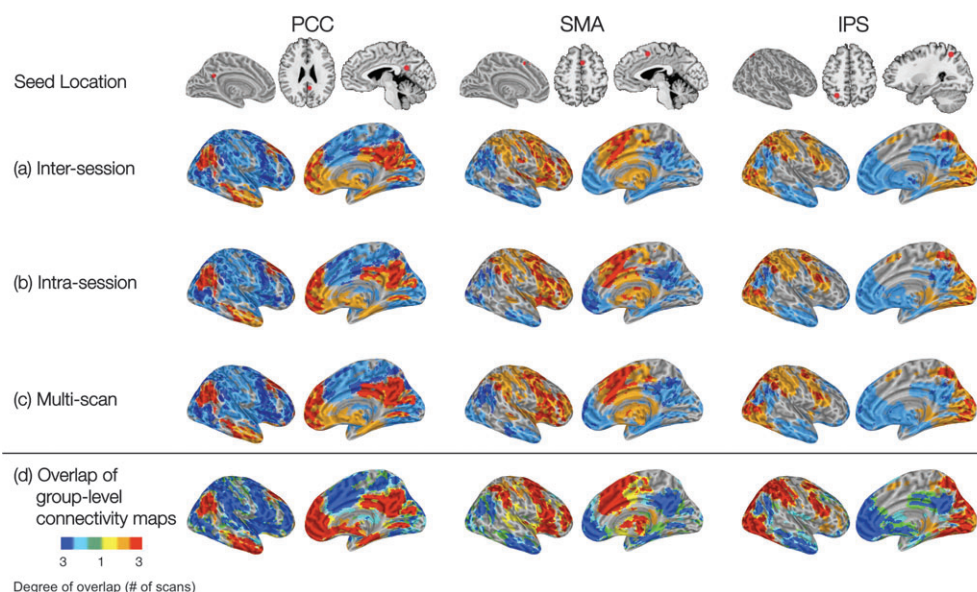 PCC SMA IPS
Seed Location
(a) Inter-session
(b) Intra-session
(c) Multi-scan
(d) Overlap of
group-level
connectivity maps
3 1 3
Degree of overlap (# of scans)